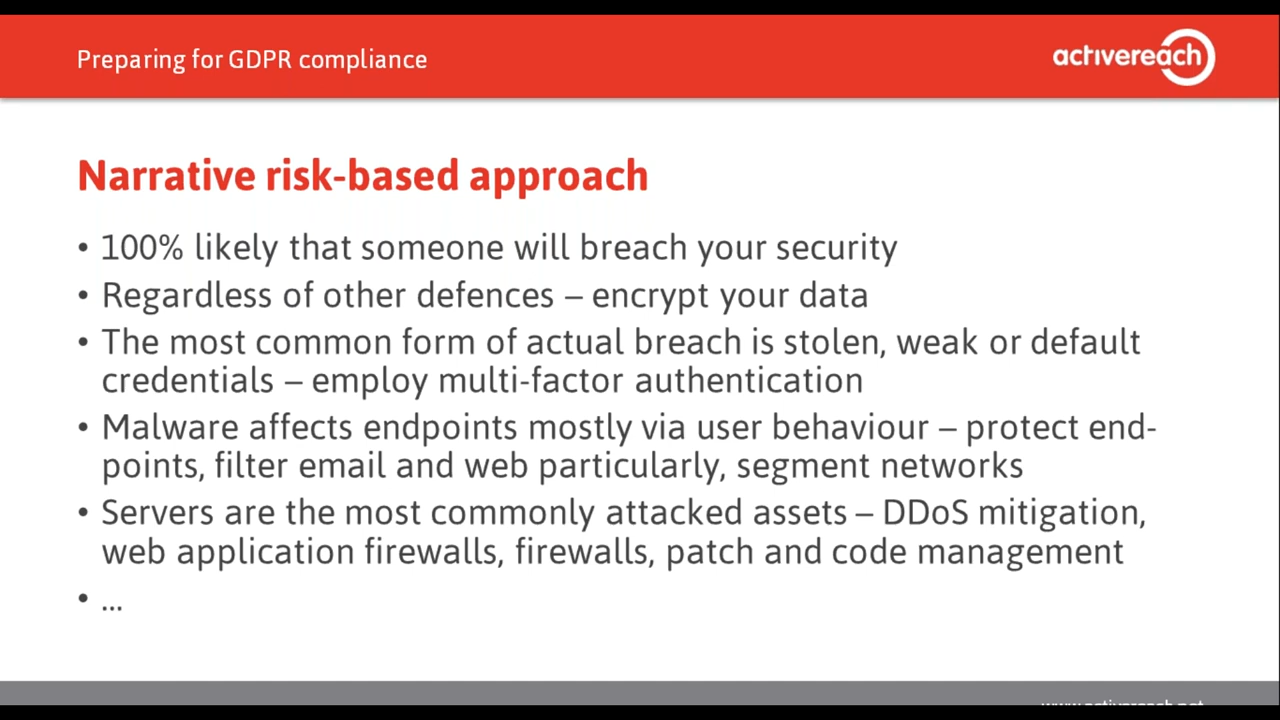 Preparing for GDPR compliance
activereach
Narrative risk-based approach
• 100% likely that someone will breach your security
• Regardless of other defences – encrypt your data
• The most common form of actual breach is stolen, weak or default
credentials – employ multi-factor authentication
• Malware affects endpoints mostly via user behaviour – protect end-
points, filter email and web particularly, segment networks
• Servers are the most commonly attacked assets – DDoS mitigation,
web application firewalls, firewalls, patch and code management
• ...